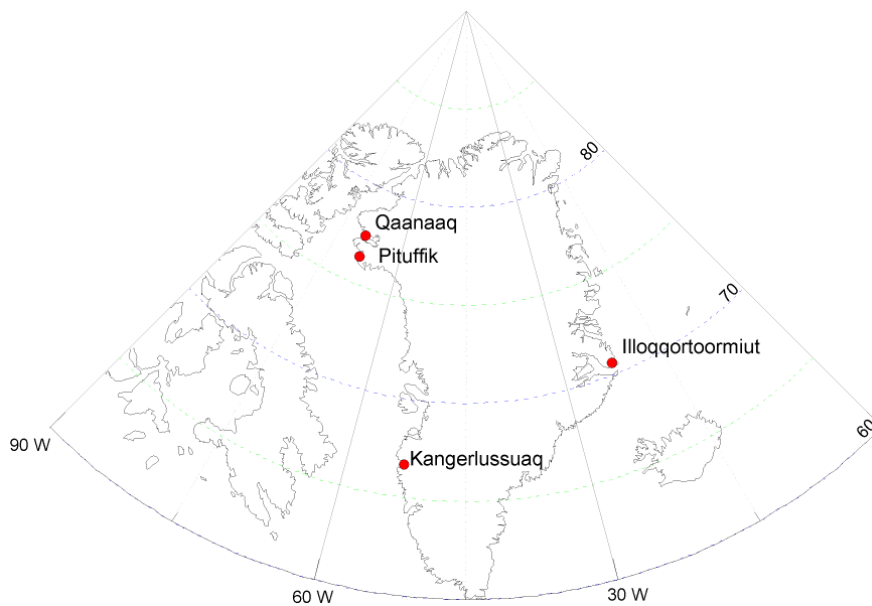 80
Qaanaaq
Pituffik
70
Illoqqortoormiut
60
90 W
Kangerlussuaq
60 W
30 W